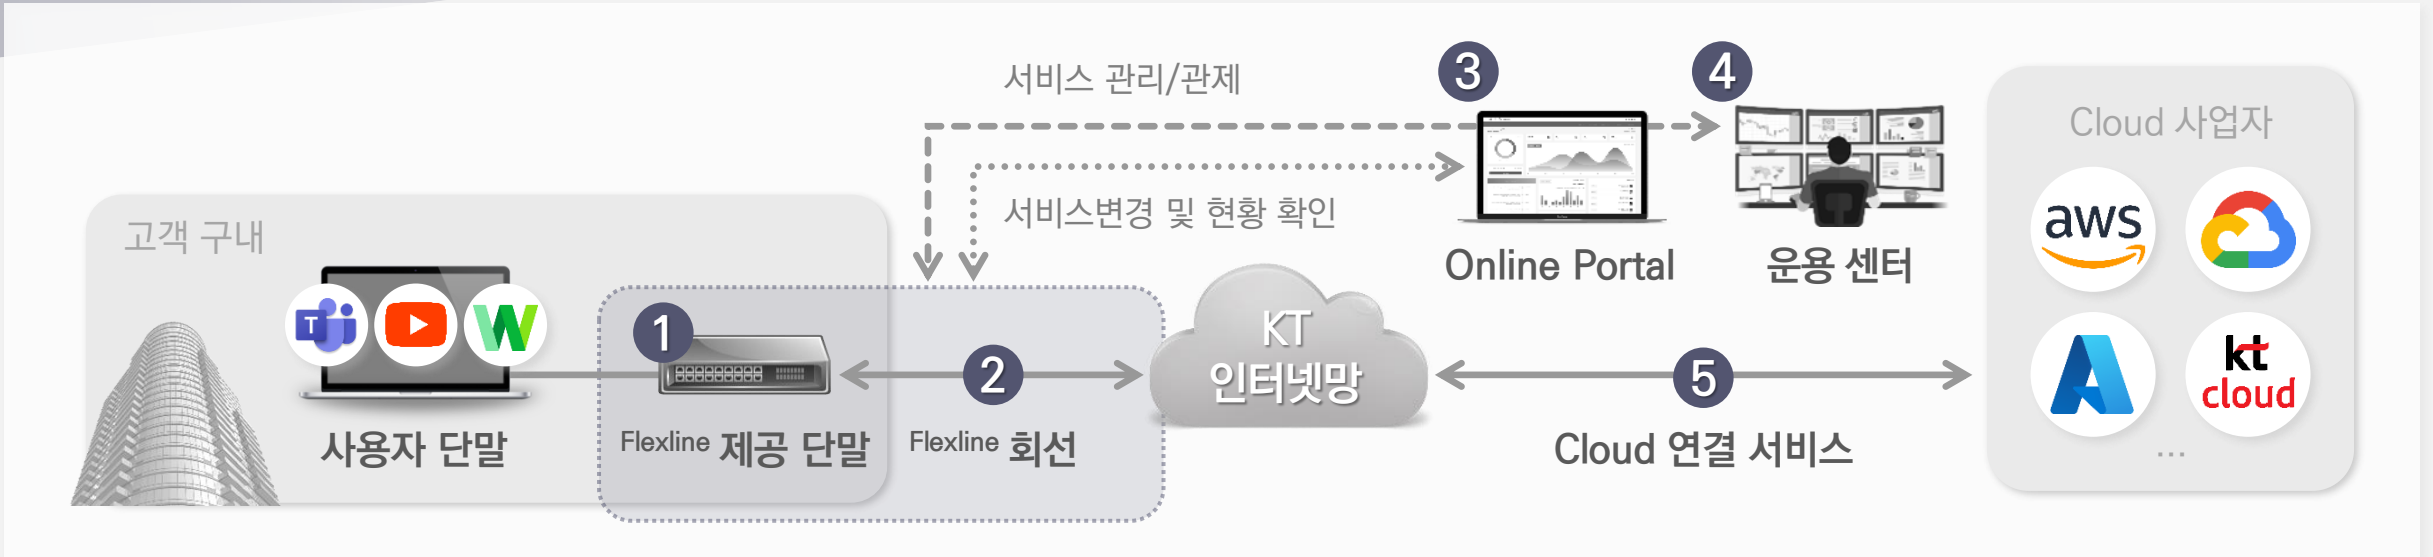 서비스 관리/관제
3
4
Cloud 사업자
고객 구내
서비스변경 및 현황 확인
aws
Online Portal
운용 센터
T
W
1
KT
인터넷망
2
5
kt
cloud
사용자 단말
Flexline 제공 단말
Flexline 회선
Cloud 연결 서비스
...